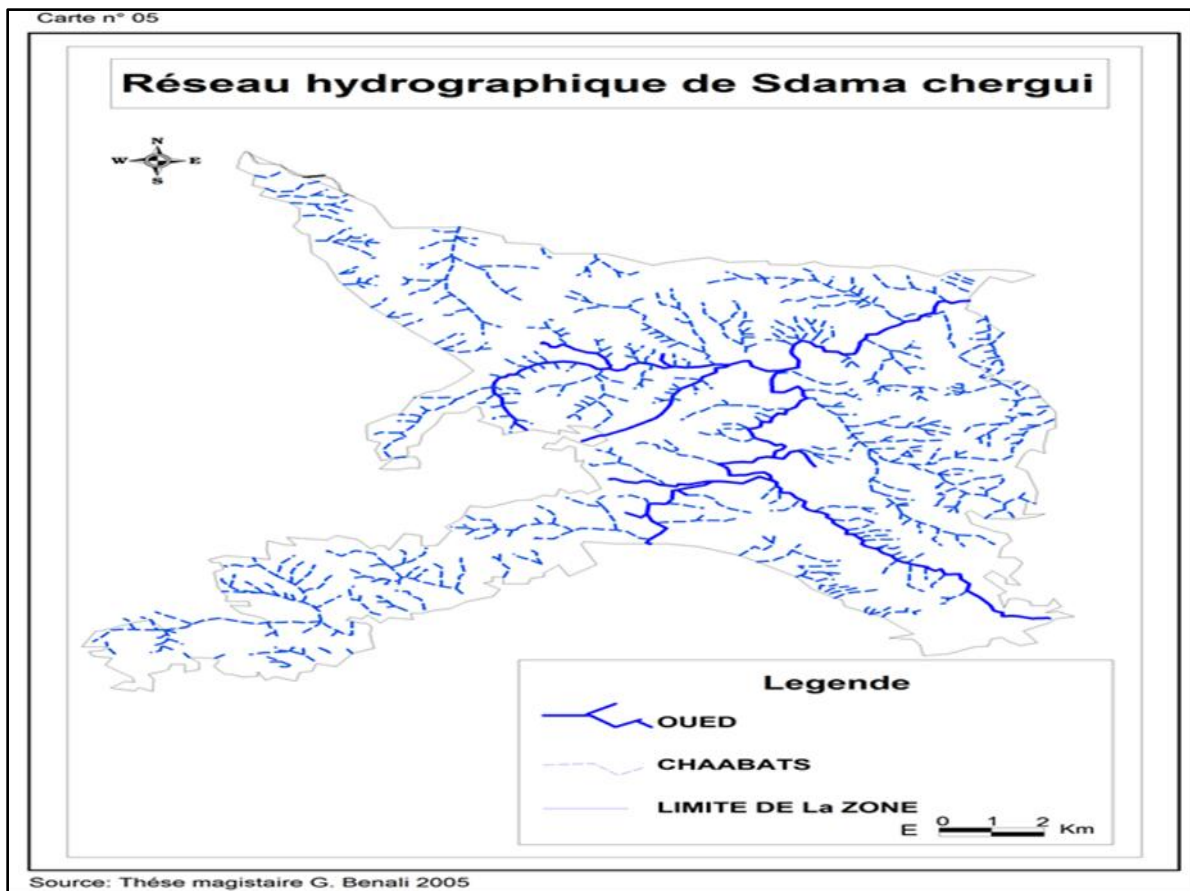 Carte n° 05
Réseau hydrographique de Sdama chergui
N
W E
S
Legende
OUED
CHAABATS
LIMITE DE La ZONE
E 0 1 2 Km
Source: Thése magistaire G. Benali 2005